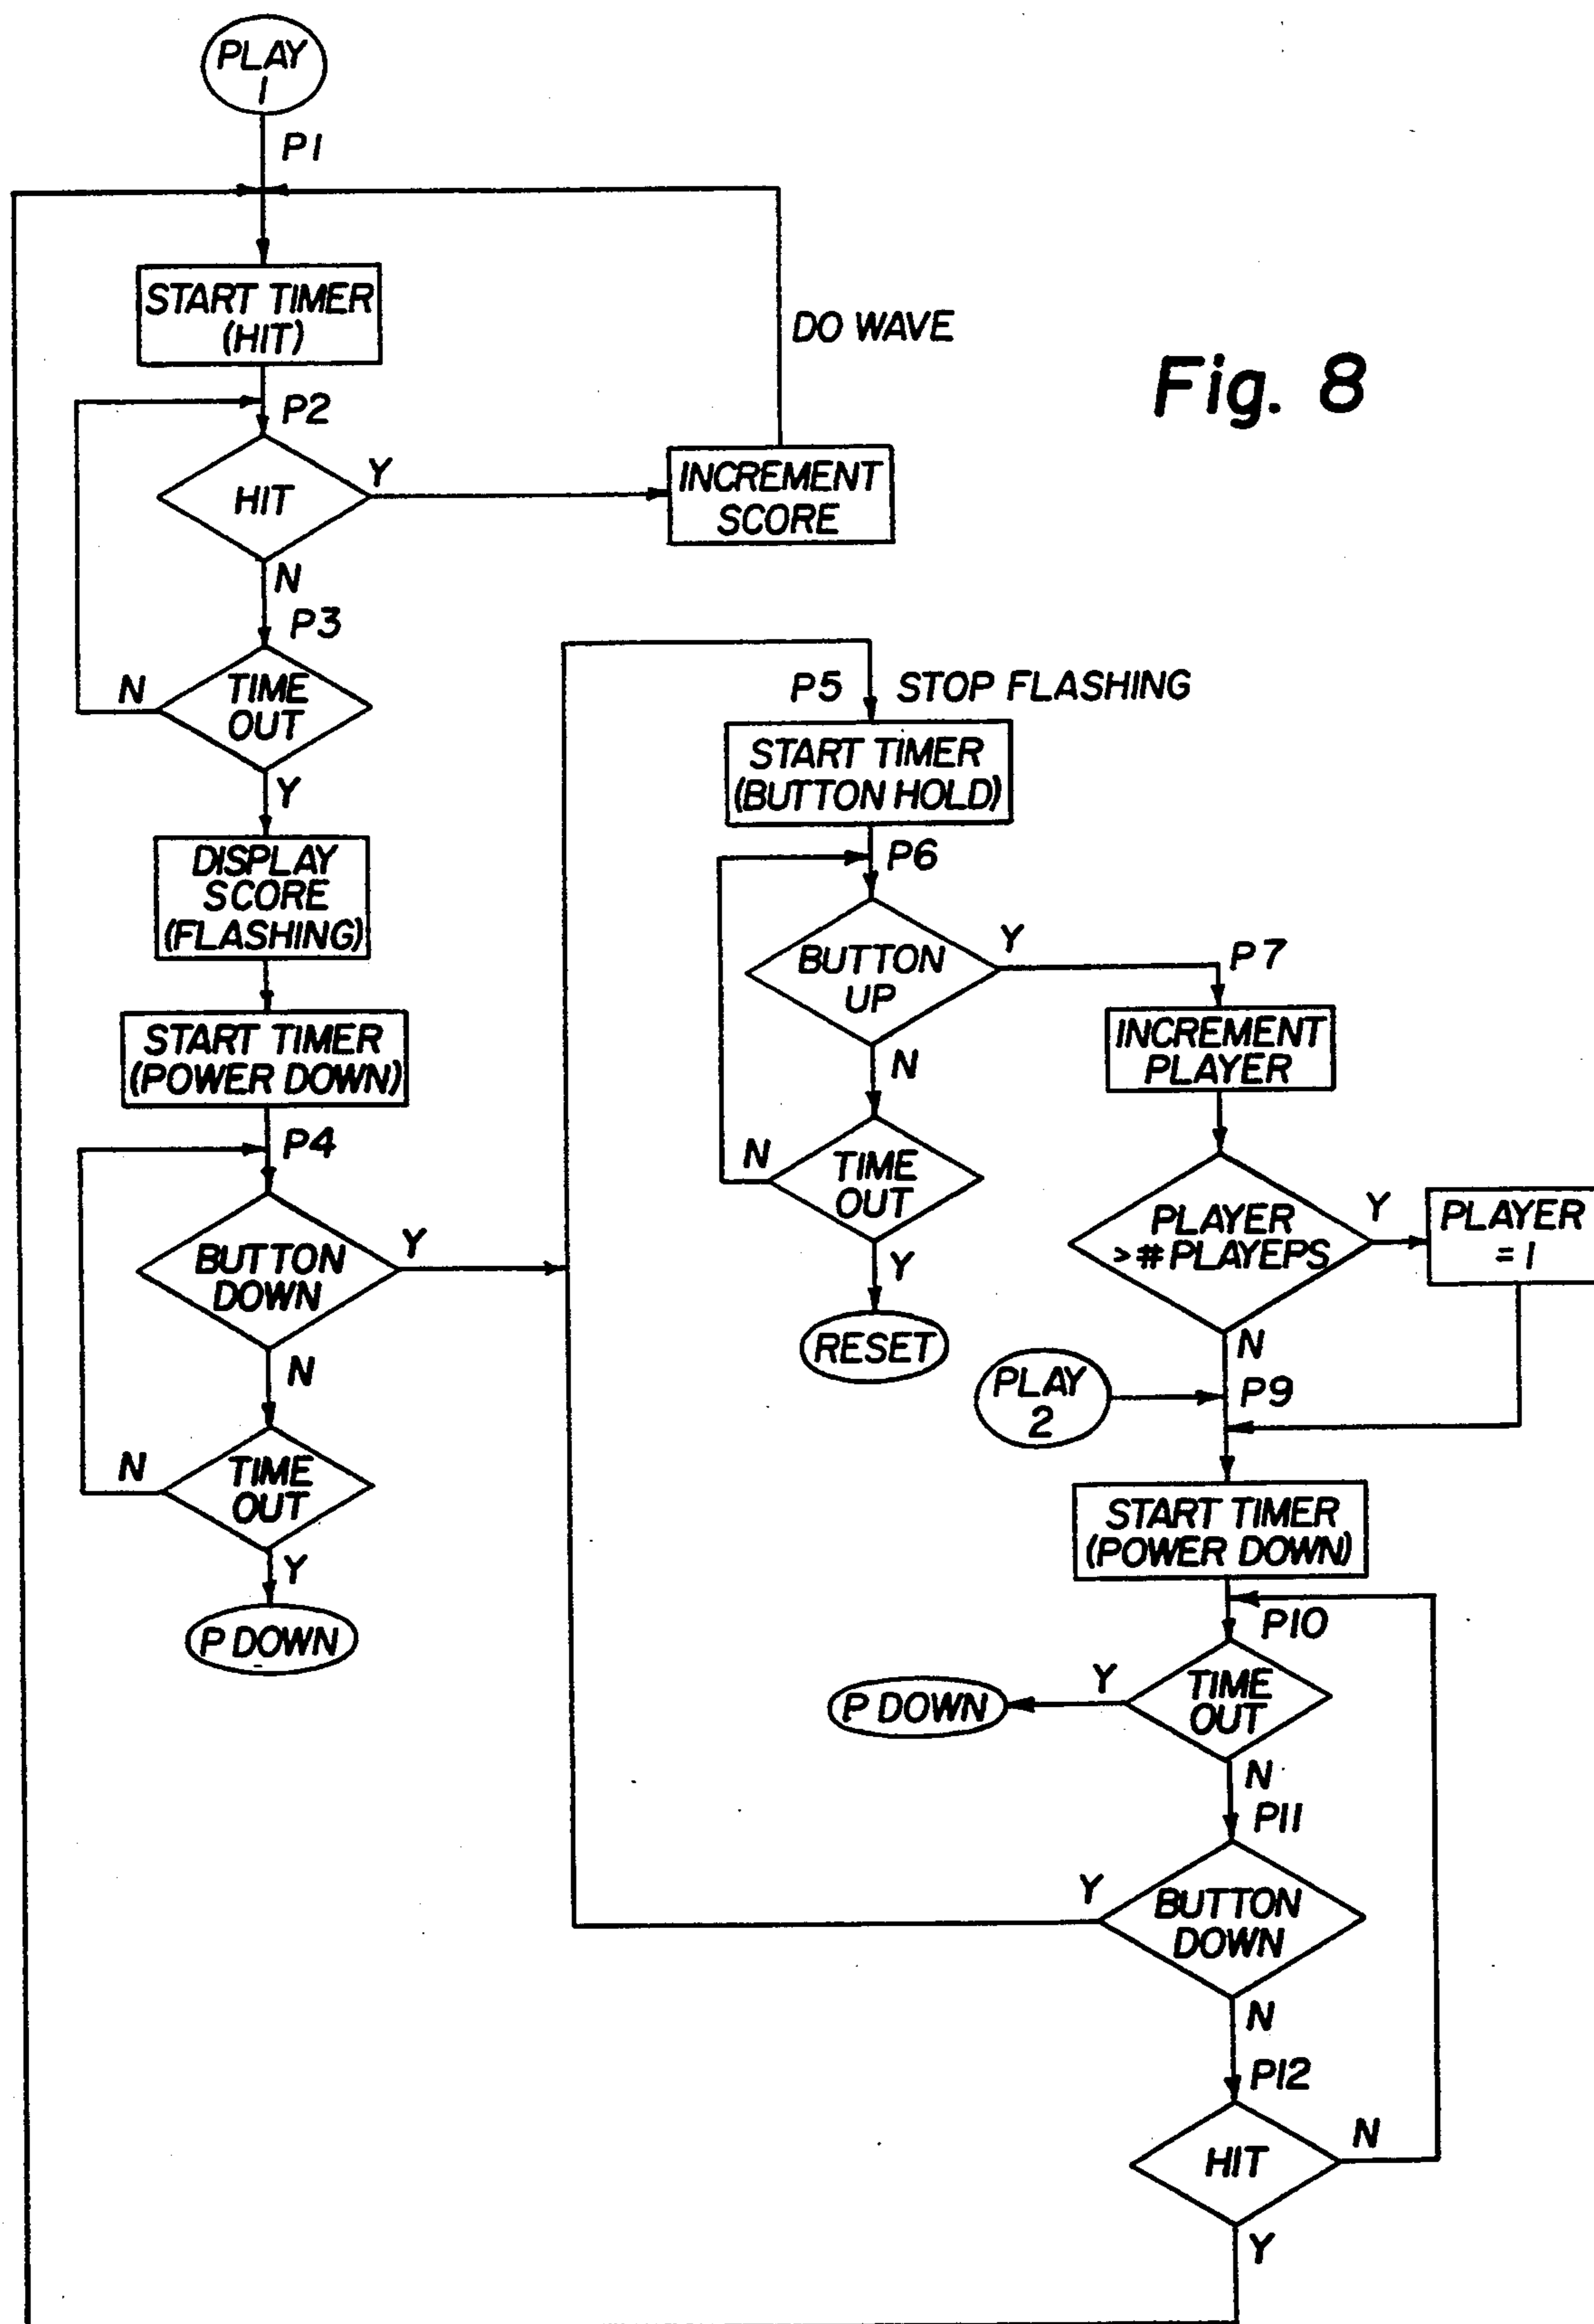 PLAY
1
P1
START TIMER
(HIT)
DO WAVE
Fig. 8
P2
HIT
Y
INCREMENT
SCORE
N
P3
N
TIME
OUT
Y
DISPLAY
SCORE
(FLASHING)
START TIMER
(POWER DOWN)
P4
BUTTON
DOWN
Y
N
N
TIME
OUT
Y
P DOWN
P5 STOP FLASHING
START TIMER
(BUTTON HOLD)
P6
BUTTON
UP
Y
N
N
TIME
OUT
Y
RESET
P7
INCREMENT
PLAYER
PLAYER
>#PLAYEPS
Y
PLAYER
=1
N
PLAY
2
P9
START TIMER
(POWER DOWN)
P10
TIME
OUT
Y
P DOWN
N
P11
Y
BUTTON
DOWN
N
P12
HIT
N
Y